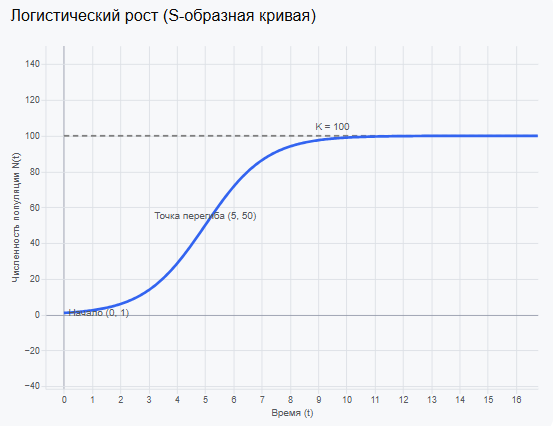 Логистический рост (S-образная кривая)
140
120
K = 100
100
80
60
Точка перегиба (5, 50)
40
20
0
Начало (0, 1)
−20
−40
0 1 2 3 4 5 6 7 8 9 10 11 12 13 14 15 16
Время (t)
Численность популяции N(t)